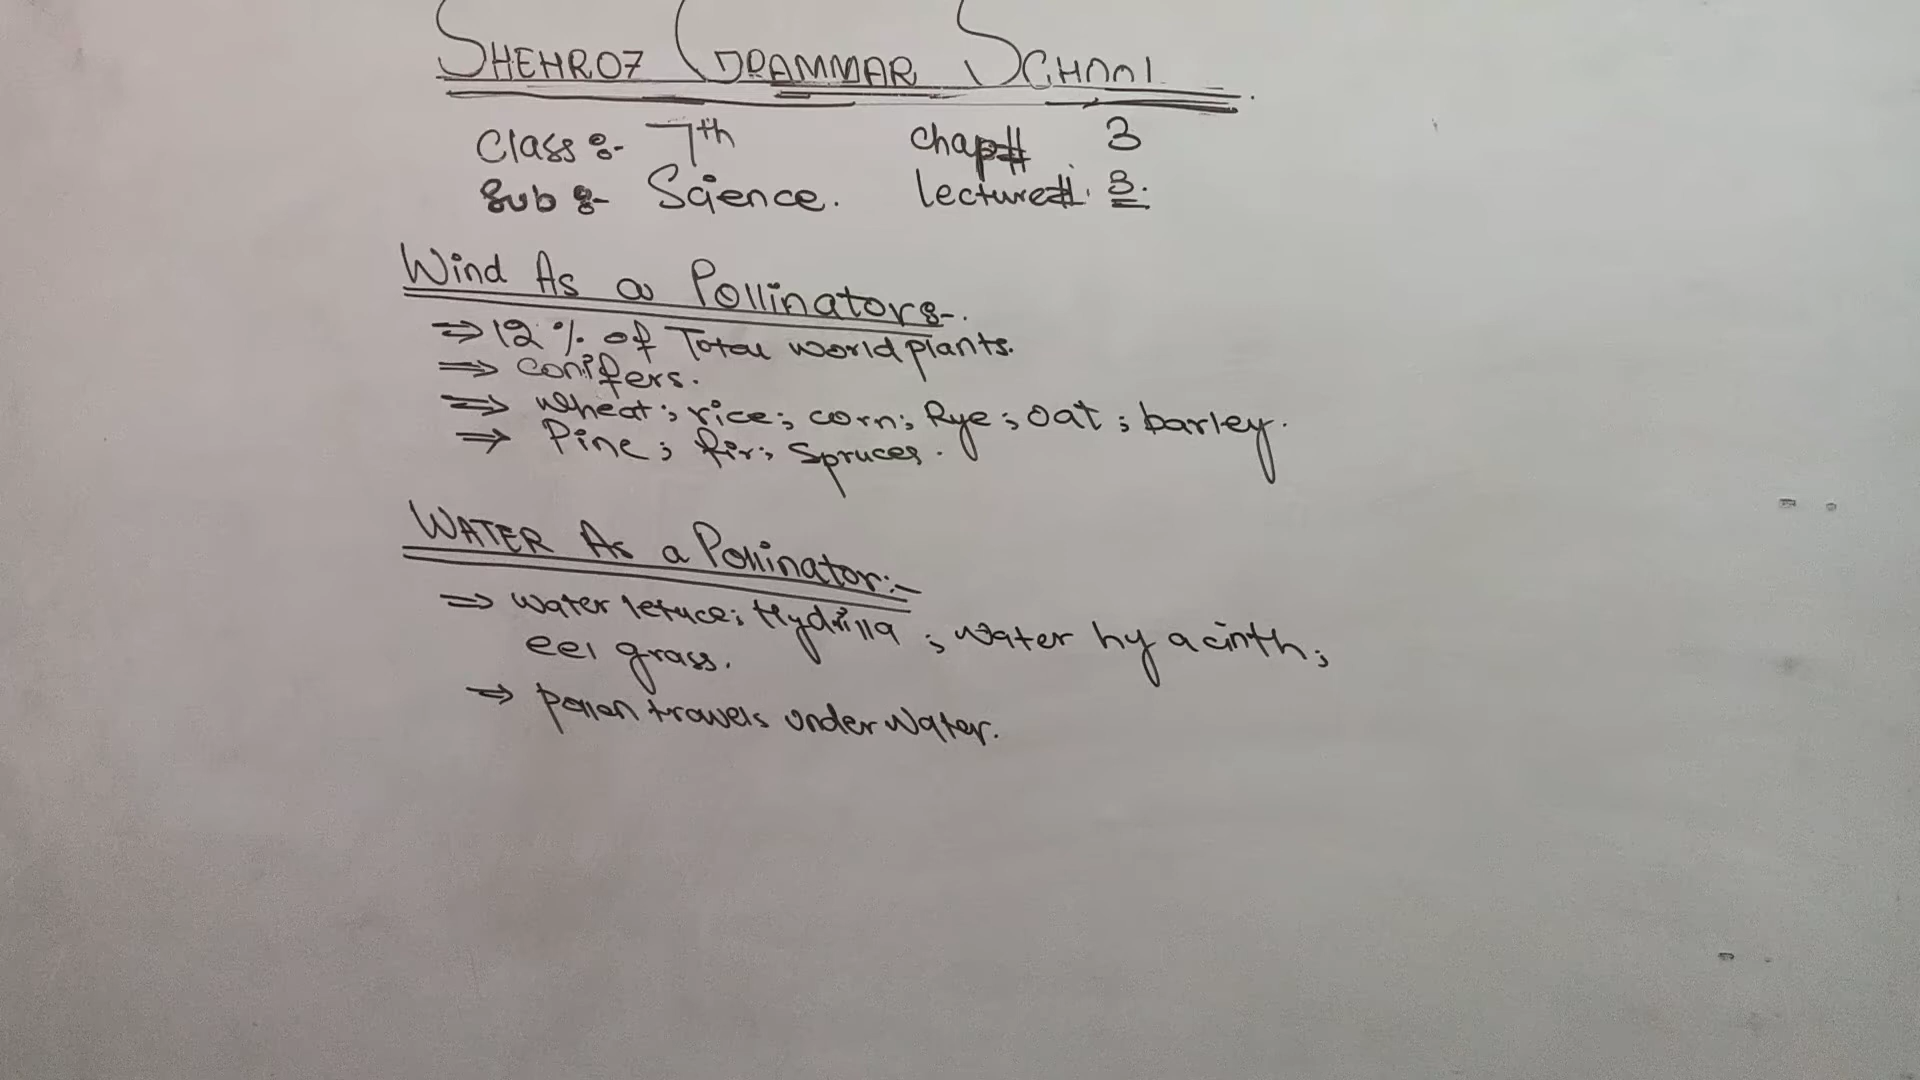 SHEHROZ GRAMMAR SCHOOL
Class:- 7th chap# 3
Sub:- Science. lecture#. 3.
Wind As a Pollinator:-.
⇒ 12 % of Total world plants.
⇒ conifers.
⇒ wheat; rice; corn; Rye; oat; barley.
⇒ Pine; fir; Spruces.
WATER As a Pollinator:-
⇒ water letuce; Hydrilla; water hyacinth;
eel grass.
⇒ pollen travels under water.